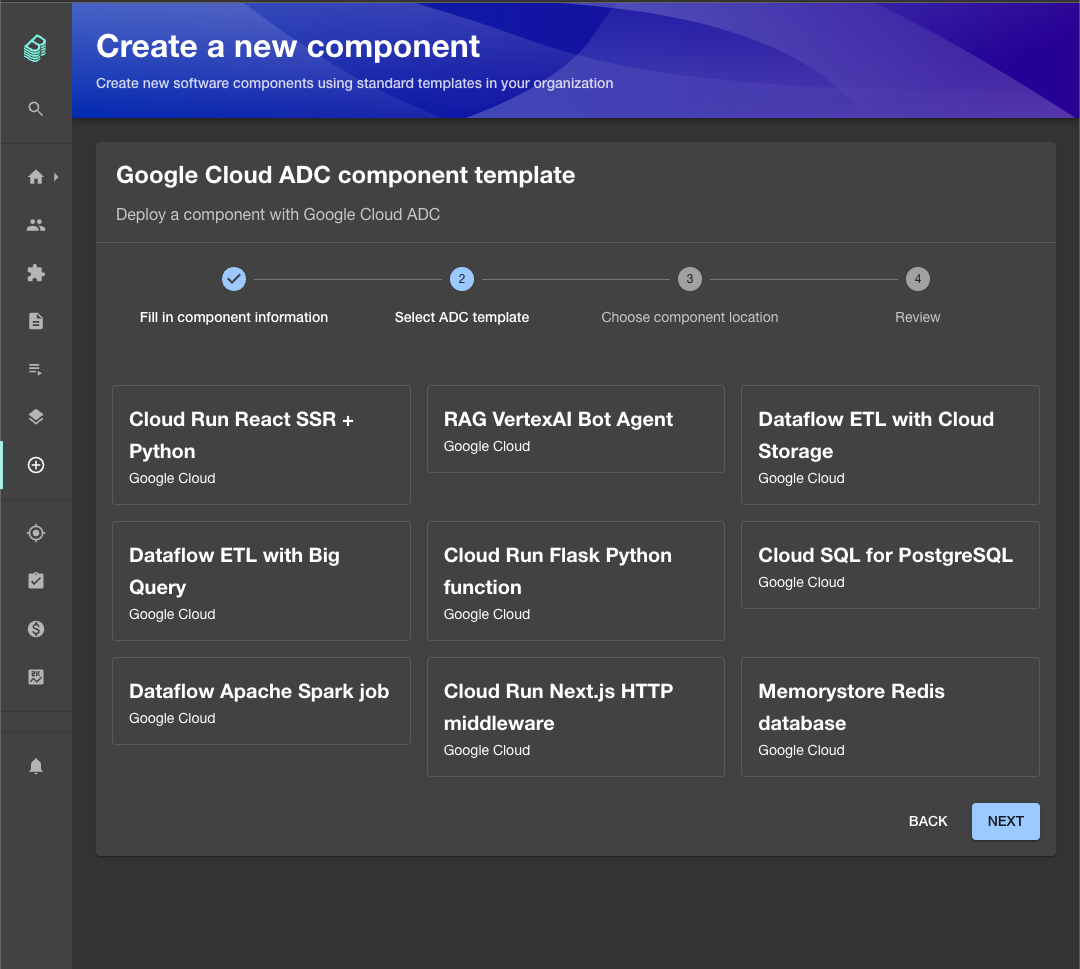 Create a new component
Create new software components using standard templates in your organization
Google Cloud ADC component template
Deploy a component with Google Cloud ADC
2
3
4
Fill in component information
Select ADC template
Choose component location
Review
Cloud Run React SSR +
Python
Google Cloud
RAG VertexAI Bot Agent
Google Cloud
Dataflow ETL with Cloud
Storage
Google Cloud
Dataflow ETL with Big
Query
Google Cloud
Cloud Run Flask Python
function
Google Cloud
Cloud SQL for PostgreSQL
Google Cloud
Dataflow Apache Spark job
Google Cloud
Cloud Run Next.js HTTP
middleware
Google Cloud
Memorystore Redis
database
Google Cloud
BACK
NEXT